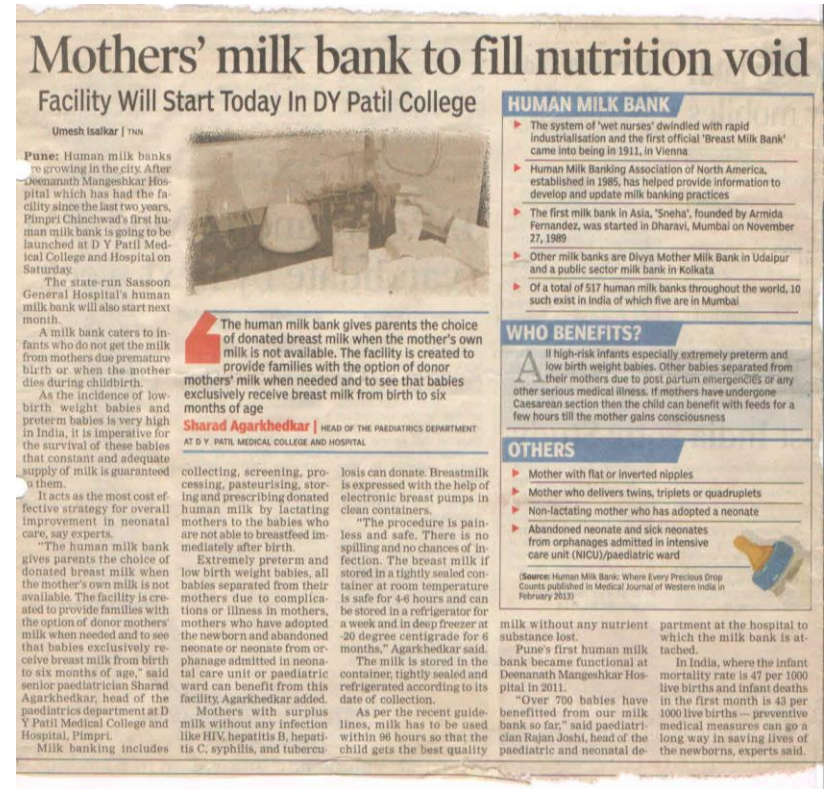 Mothers' milk bank to fill nutrition void
Facility Will Start Today In DY Patil College
Umesh Isalkar | TNN
Pune: Human milk banks
re growing in the city. After
Deenanath Mangeshkar Hos-
pital which has had the fa-
cility since the last two years,
Pimpri Chinchwad's first hu-
man milk bank is going to be
launched at D Y Patil Med-
ical College and Hospital on
Saturday.
The state-run Sassoon
General Hospital's human
milk bank will also start next
month.
A milk bank caters to in-
fants who do not get the milk
from mothers due premature
birth or when the mother
dies during childbirth.
As the incidence of low-
birth weight babies and
preterm babies is very high
in India, it is imperative for
the survival of these babies
that constant and adequate
supply of milk is guaranteed
o them.
It acts as the most cost ef-
fective strategy for overall
improvement in neonatal
care, say experts.
"The human milk bank
gives parents the choice of
donated breast milk when
the mother's own milk is not
available. The facility is cre-
ated to provide families with
the option of donor mothers'
milk when needed and to see
that babies exclusively re-
ceive breast milk from birth
to six months of age," said
senior paediatrician Sharad
Agarkhedkar, head of the
paediatrics department at D
Y Patil Medical College and
Hospital, Pimpri.
Milk banking includes
The human milk bank gives parents the choice
of donated breast milk when the mother's own
milk is not available. The facility is created to
provide families with the option of donor
mothers' milk when needed and to see that babies
exclusively receive breast milk from birth to six
months of age
Sharad Agarkhedkar | HEAD OF THE PAEDIATRICS DEPARTMENT
AT D Y PATIL MEDICAL COLLEGE AND HOSPITAL
collecting, screening, pro-
cessing, pasteurising, stor-
ing and prescribing donated
human milk by lactating
mothers to the babies who
are not able to breastfeed im-
mediately after birth.
Extremely preterm and
low birth weight babies, all
babies separated from their
mothers due to complica-
tions or illness in mothers,
mothers who have adopted
the newborn and abandoned
neonate or neonate from or-
phanage admitted in neona-
tal care unit or paediatric
ward can benefit from this
facility, Agarkhedkar added.
Mothers with surplus
milk without any infection
like HIV, hepatitis B, hepati-
tis C, syphilis, and tubercu-
losis can donate. Breastmilk
is expressed with the help of
electronic breast pumps in
clean containers.
"The procedure is pain-
less and safe. There is no
spilling and no chances of in-
fection. The breast milk if
stored in a tightly sealed con-
tainer at room temperature
is safe for 4-6 hours and can
be stored in a refrigerator for
a week and in deep freezer at
-20 degree centigrade for 6
months," Agarkhedkar said.
The milk is stored in the
container, tightly sealed and
refrigerated according to its
date of collection.
As per the recent guide-
lines, milk has to be used
within 96 hours so that the
child gets the best quality
milk without any nutrient
substance lost.
Pune's first human milk
bank became functional at
Deenanath Mangeshkar Hos-
pital in 2011.
"Over 700 babies have
benefitted from our milk
bank so far," said paediatri-
cian Rajan Joshi, head of the
paediatric and neonatal de-
partment at the hospital to
which the milk bank is at-
tached.
In India, where the infant
mortality rate is 47 per 1000
live births and infant deaths
in the first month is 43 per
1000 live births — preventive
medical measures can go a
long way in saving lives of
the newborns, experts said.
HUMAN MILK BANK
The system of 'wet nurses' dwindled with rapid
industrialisation and the first official 'Breast Milk Bank'
came into being in 1911, in Vienna
Human Milk Banking Association of North America,
established in 1985, has helped provide information to
develop and update milk banking practices
The first milk bank in Asia, 'Sneha', founded by Armida
Fernandez, was started in Dharavi, Mumbai on November
27, 1989
Other milk banks are Divya Mother Milk Bank in Udaipur
and a public sector milk bank in Kolkata
Of a total of 517 human milk banks throughout the world, 10
such exist in India of which five are in Mumbai
WHO BENEFITS?
All high-risk infants especially extremely preterm and
low birth weight babies. Other babies separated from
their mothers due to post partum emergencies or any
other serious medical illness. If mothers have undergone
Caesarean section then the child can benefit with feeds for a
few hours till the mother gains consciousness
OTHERS
Mother with flat or inverted nipples
Mother who delivers twins, triplets or quadruplets
Non-lactating mother who has adopted a neonate
Abandoned neonate and sick neonates
from orphanages admitted in intensive
care unit (NICU)/paediatric ward
(Source: Human Milk Bank: Where Every Precious Drop
Counts published in Medical Journal of Western India in
February 2013)